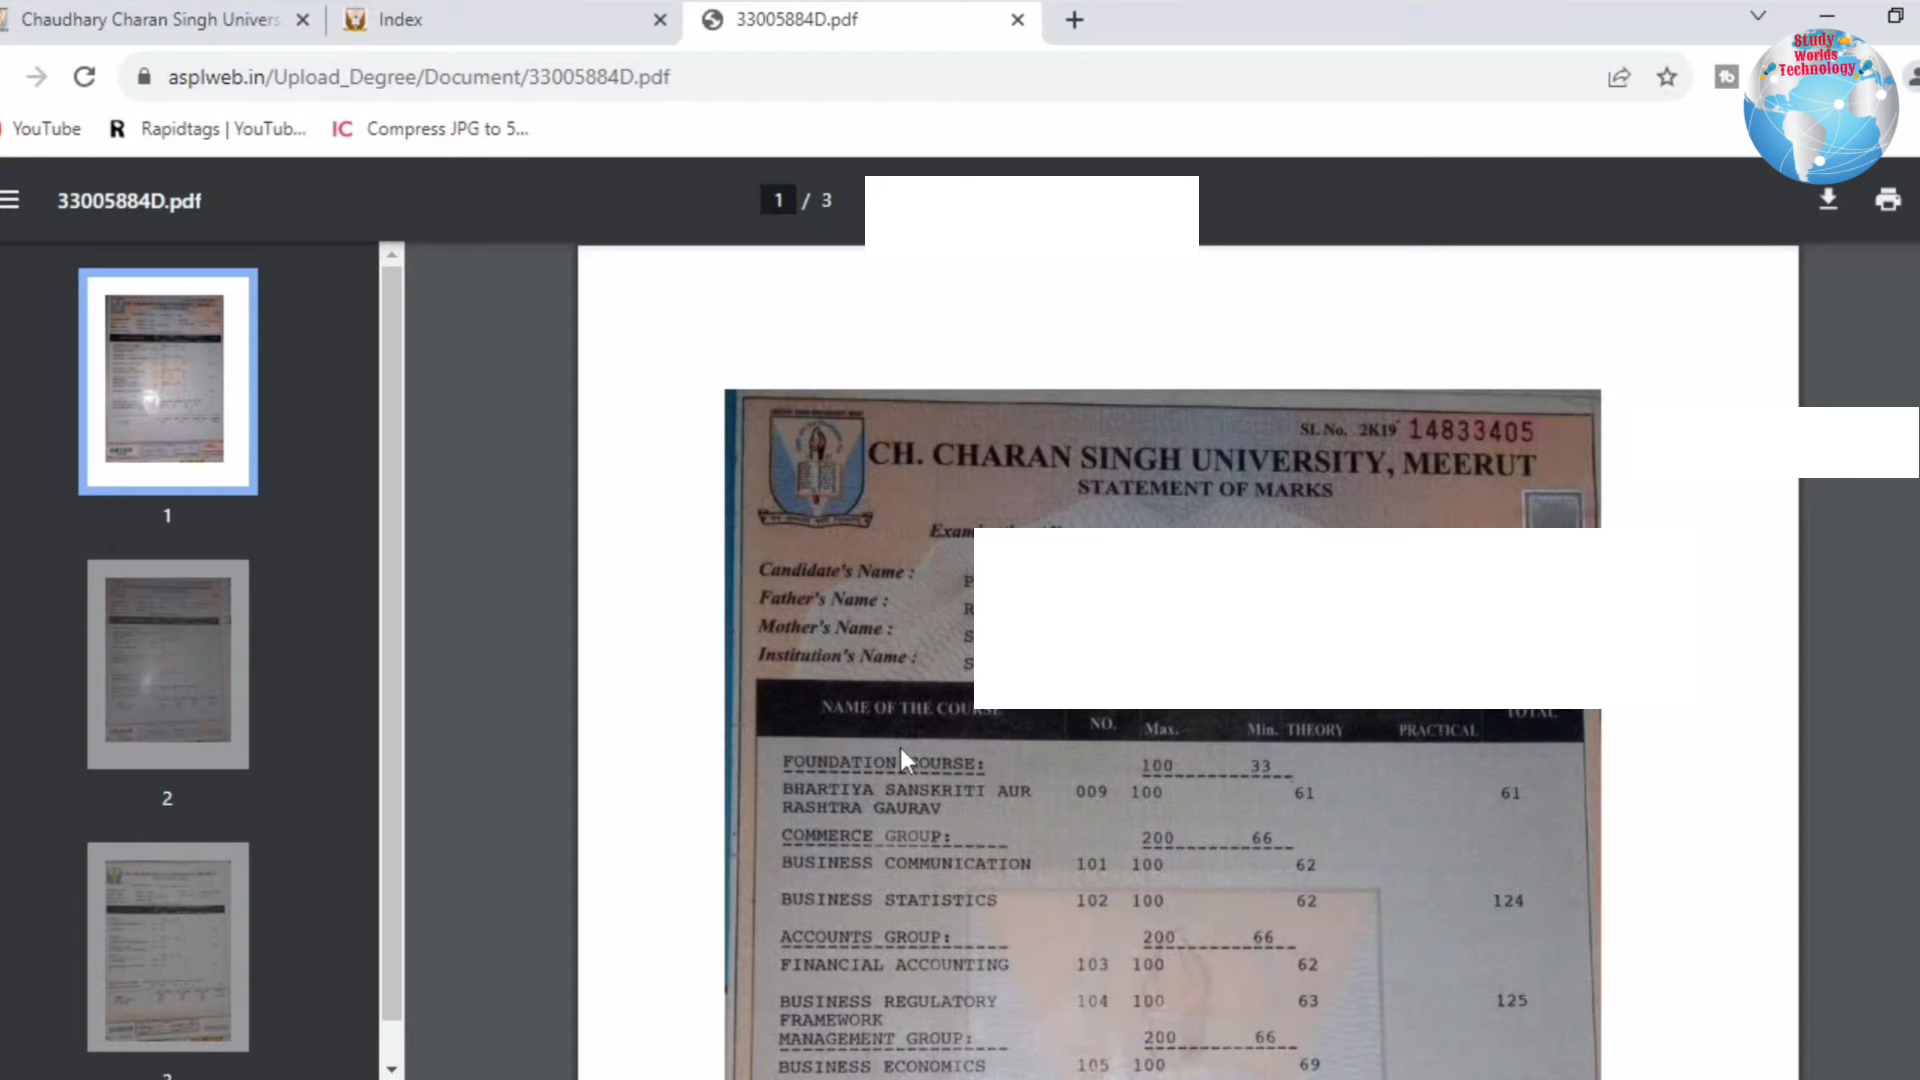 Chaudhary Charan Singh Univers
Index
33005884D.pdf
asplweb.in/Upload_Degree/Document/33005884D.pdf
YouTube
R Rapidtags | YouTub...
IC Compress JPG to 5...
Study
Worlds
Technology
33005884D.pdf
1 / 3
1
2
SI. No. 2K19 14833405
CH. CHARAN SINGH UNIVERSITY, MEERUT
STATEMENT OF MARKS
Candidate's Name : P
Father's Name : R
Mother's Name : S
Institution's Name : S
NAME OF THE COURSE NO. Max. Min. THEORY PRACTICAL TOTAL
FOUNDATION COURSE: 100 33
BHARTIYA SANSKRITI AUR 009 100 61 61
RASHTRA GAURAV
COMMERCE GROUP: 200 66
BUSINESS COMMUNICATION 101 100 62
BUSINESS STATISTICS 102 100 62 124
ACCOUNTS GROUP: 200 66
FINANCIAL ACCOUNTING 103 100 62
BUSINESS REGULATORY 104 100 63 125
FRAMEWORK
MANAGEMENT GROUP: 200 66
BUSINESS ECONOMICS 105 100 69